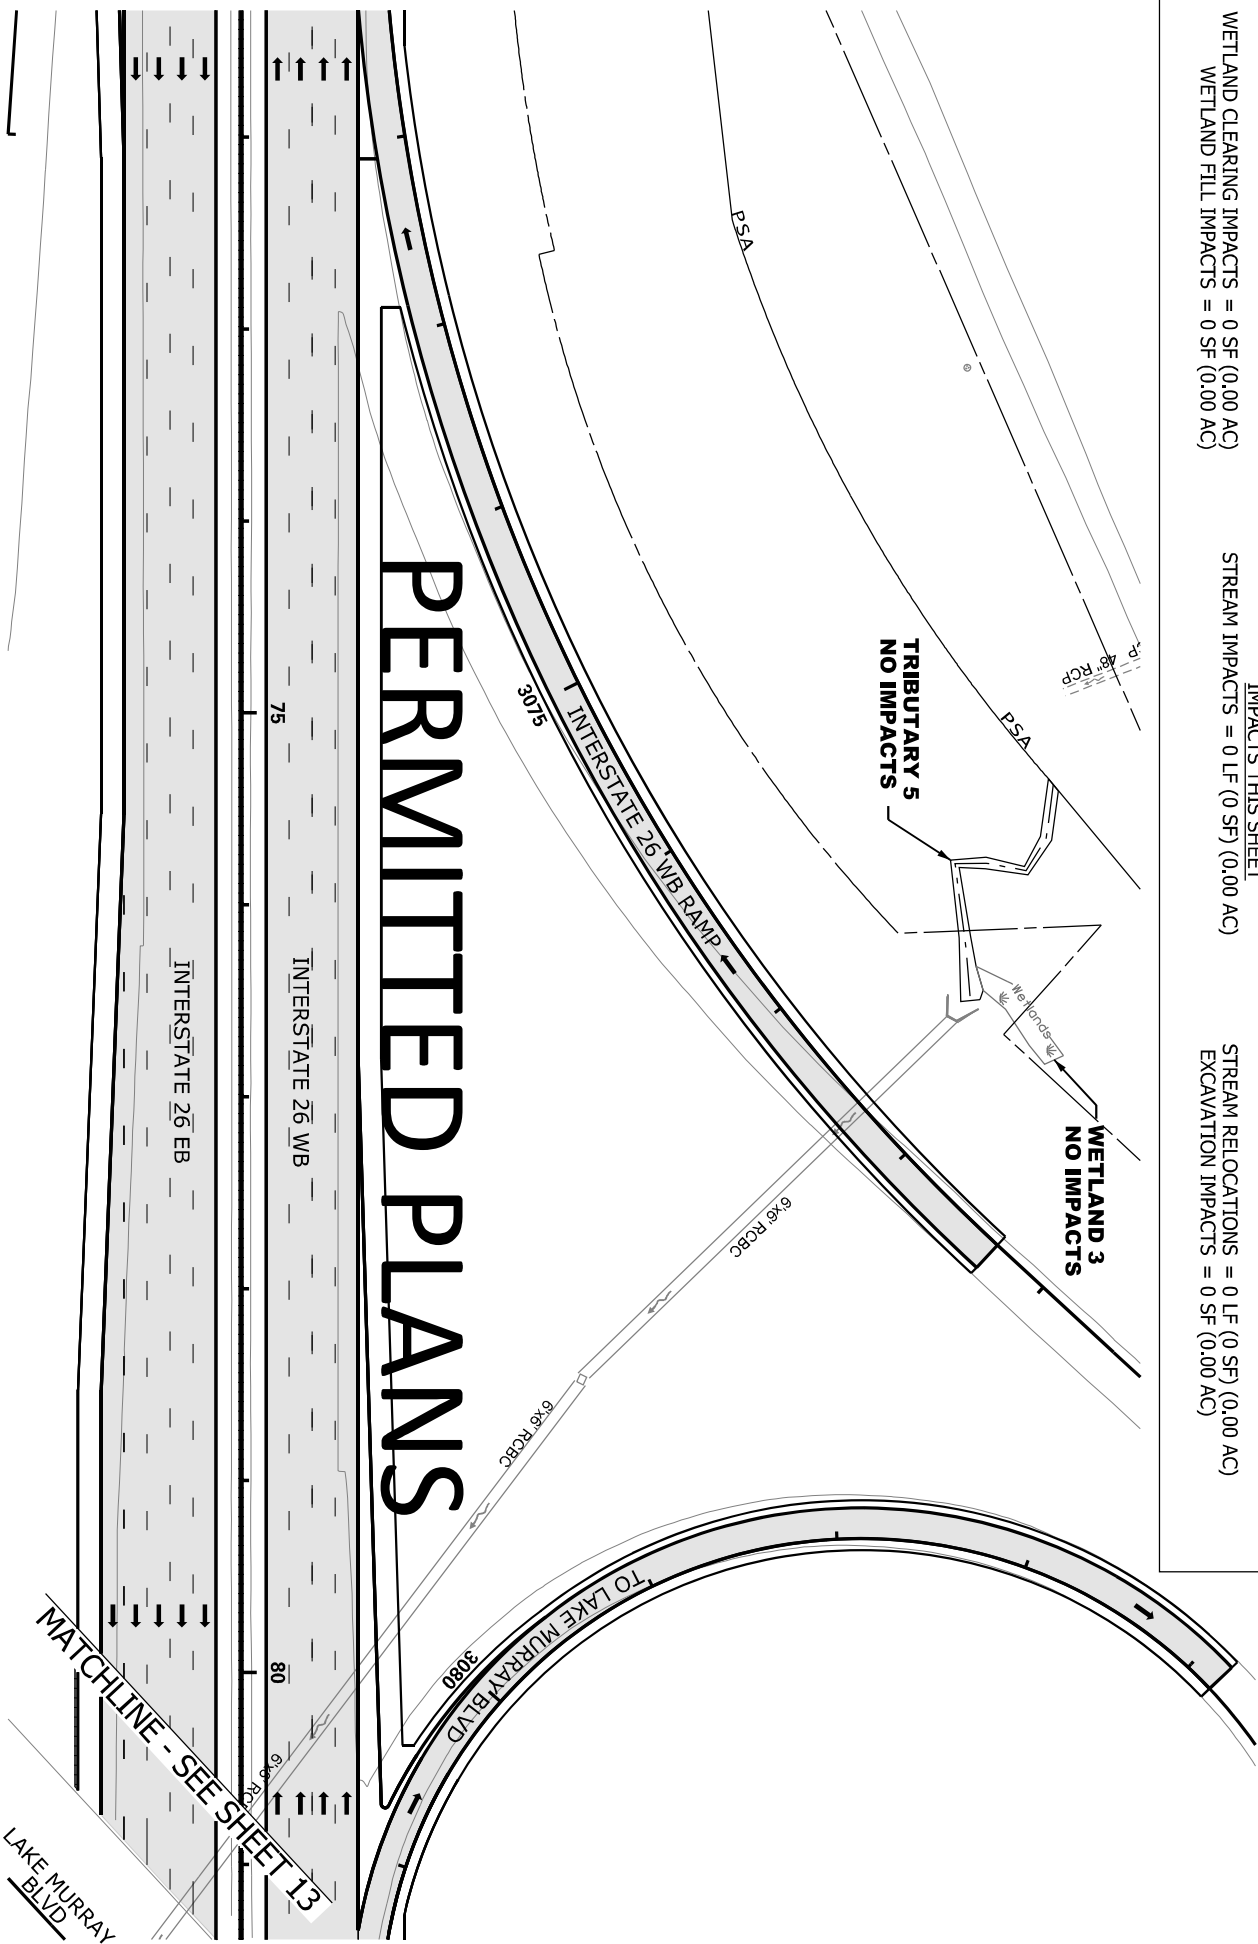 IMPACTS THIS SHEET
WETLAND CLEARING IMPACTS = 0 SF (0.00 AC)
WETLAND FILL IMPACTS = 0 SF (0.00 AC)
STREAM IMPACTS = 0 LF (0 SF) (0.00 AC)
STREAM RELOCATIONS = 0 LF (0 SF) (0.00 AC)
EXCAVATION IMPACTS = 0 SF (0.00 AC)
48" RCP
PSA
PSA
TRIBUTARY 5
NO IMPACTS
Wetlands
WETLAND 3
NO IMPACTS
INTERSTATE 26 WB RAMP
3075
6'x6' RCBC
6'x6' RCBC
PERMITTED PLANS
TO LAKE MURRAY BLVD
3080
75
80
INTERSTATE 26 WB
INTERSTATE 26 EB
6'x6' RC
MATCHLINE - SEE SHEET 13
LAKE MURRAY
BLVD